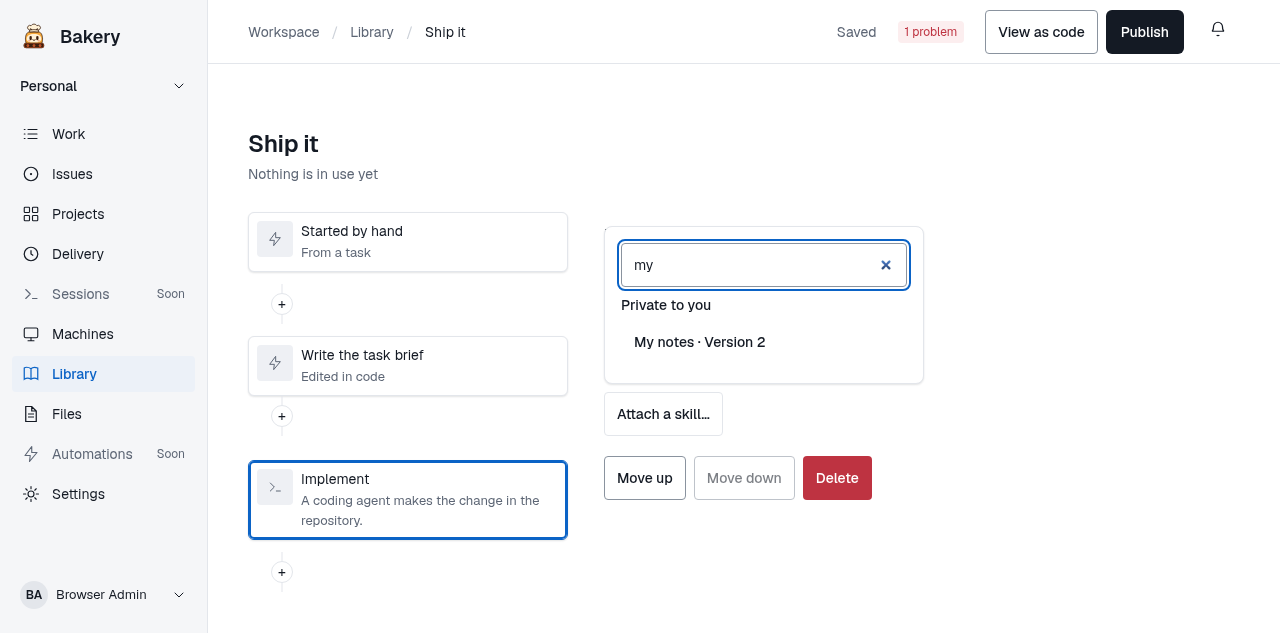 Bakery
Personal
Work
Issues
Projects
Delivery
Sessions Soon
Machines
Library
Files
Automations Soon
Settings
BA Browser Admin
Workspace / Library / Ship it
Saved
1 problem
View as code
Publish
Ship it
Nothing is in use yet
Started by hand
From a task
+
Write the task brief
Edited in code
+
Implement
A coding agent makes the change in the
repository.
+
my
Private to you
My notes · Version 2
Attach a skill...
Move up
Move down
Delete